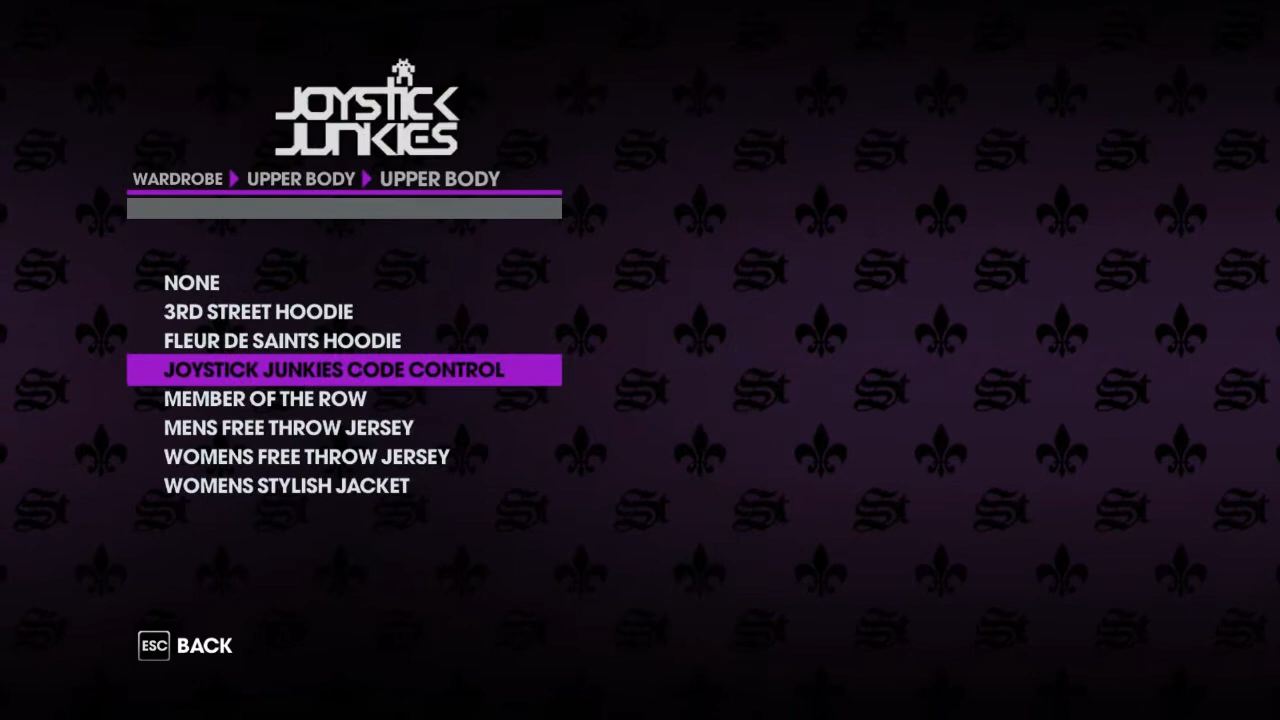 JOYSTICK
JUNKIES
WARDROBE UPPER BODY UPPER BODY
NONE
3RD STREET HOODIE
FLEUR DE SAINTS HOODIE
JOYSTICK JUNKIES CODE CONTROL
MEMBER OF THE ROW
MENS FREE THROW JERSEY
WOMENS FREE THROW JERSEY
WOMENS STYLISH JACKET
ESC BACK